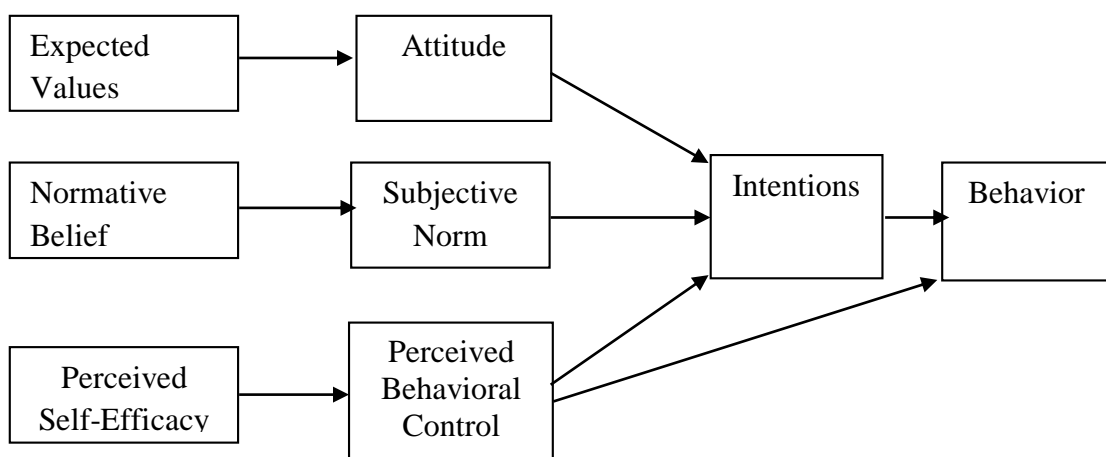 Expected
Values
Attitude
Normative
Belief
Subjective
Norm
Intentions
Behavior
Perceived
Self-Efficacy
Perceived
Behavioral
Control